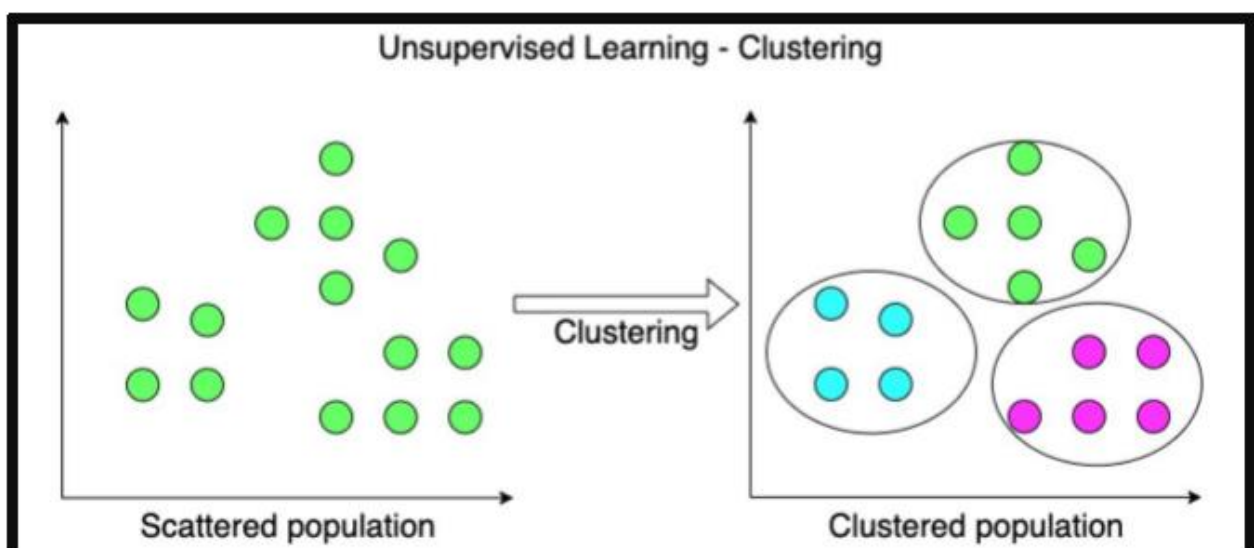 Unsupervised Learning - Clustering
Clustering
Scattered population
Clustered population